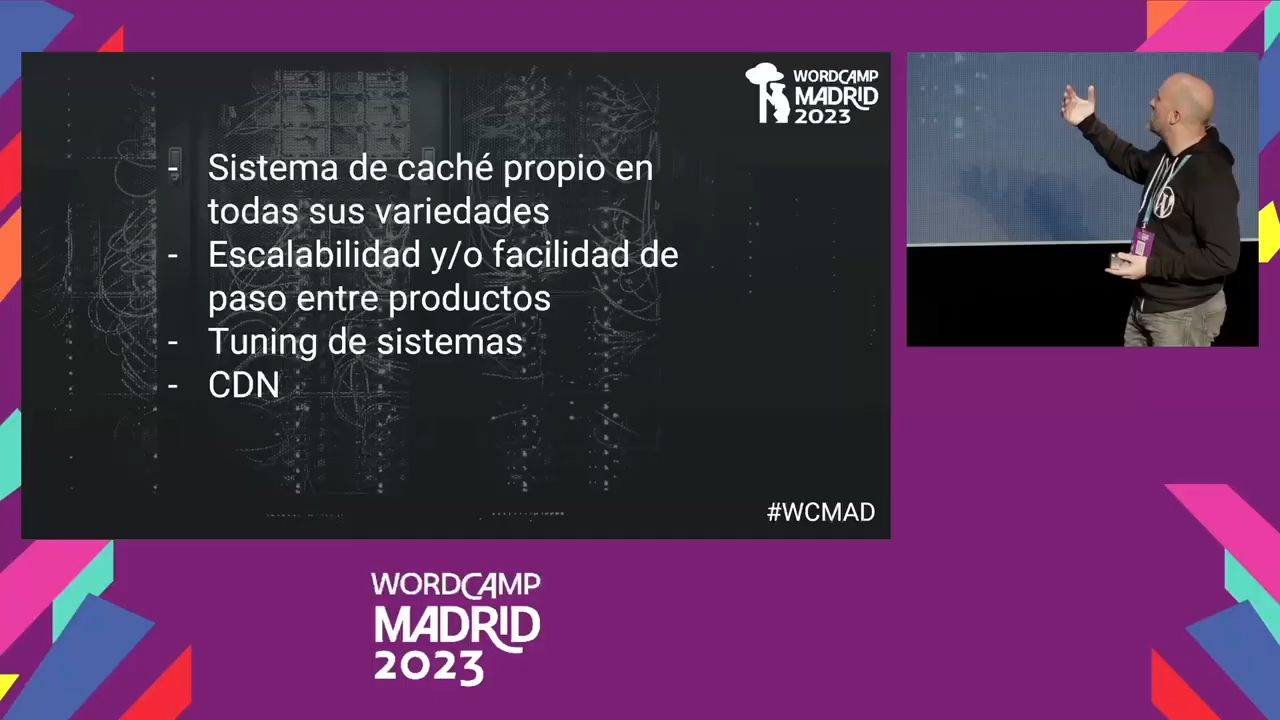 WORDCAMP
MADRID
2023
- Sistema de caché propio en
todas sus variedades
- Escalabilidad y/o facilidad de
paso entre productos
- Tuning de sistemas
- CDN
#WCMAD
WORDCAMP
MADRID
2023